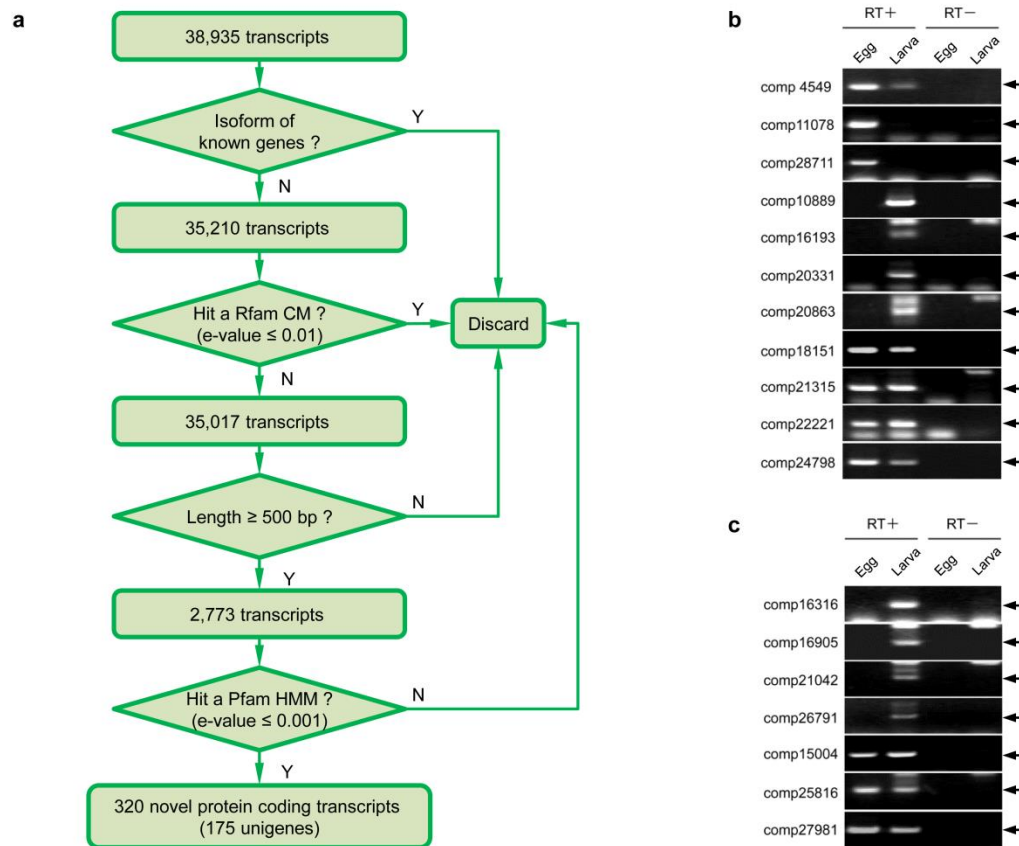 a
38,935 transcripts
Isoform of
known genes ?
Y
N
35,210 transcripts
Hit a Rfam CM ?
(e-value ≤ 0.01)
Y
Discard
N
35,017 transcripts
Length ≥ 500 bp ?
N
Y
2,773 transcripts
Hit a Pfam HMM ?
(e-value ≤ 0.001)
N
Y
320 novel protein coding transcripts
(175 unigenes)
b
RT+ RT−
Egg Larva Egg Larva
comp 4549
comp11078
comp28711
comp10889
comp16193
comp20331
comp20863
comp18151
comp21315
comp22221
comp24798
c
RT+ RT−
Egg Larva Egg Larva
comp16316
comp16905
comp21042
comp26791
comp15004
comp25816
comp27981